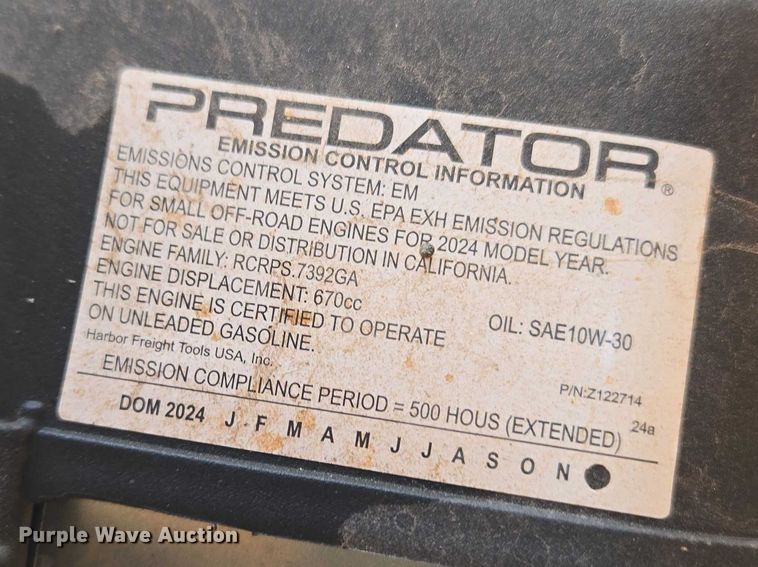 PREDATOR®
EMISSION CONTROL INFORMATION
EMISSIONS CONTROL SYSTEM: EM
THIS EQUIPMENT MEETS U.S. EPA EXH EMISSION REGULATIONS
FOR SMALL OFF-ROAD ENGINES FOR 2024 MODEL YEAR.
NOT FOR SALE OR DISTRIBUTION IN CALIFORNIA.
ENGINE FAMILY: RCRPS.7392GA
ENGINE DISPLACEMENT: 670cc
OIL: SAE10W-30
THIS ENGINE IS CERTIFIED TO OPERATE
ON UNLEADED GASOLINE.
Harbor Freight Tools USA, Inc.
P/N:Z122714
EMISSION COMPLIANCE PERIOD = 500 HOUS (EXTENDED)
24a
DOM 2024 J F M A M J J A S O N
Purple Wave Auction